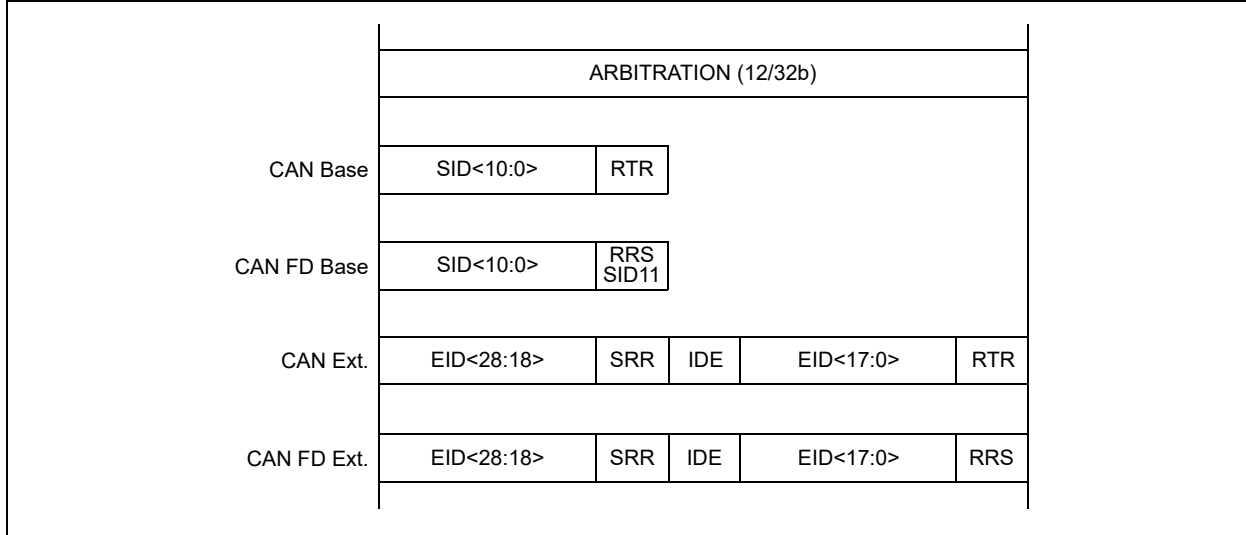 ARBITRATION (12/32b)
CAN Base SID<10:0> RTR
CAN FD Base SID<10:0> RRS
SID11
CAN Ext. EID<28:18> SRR IDE EID<17:0> RTR
CAN FD Ext. EID<28:18> SRR IDE EID<17:0> RRS